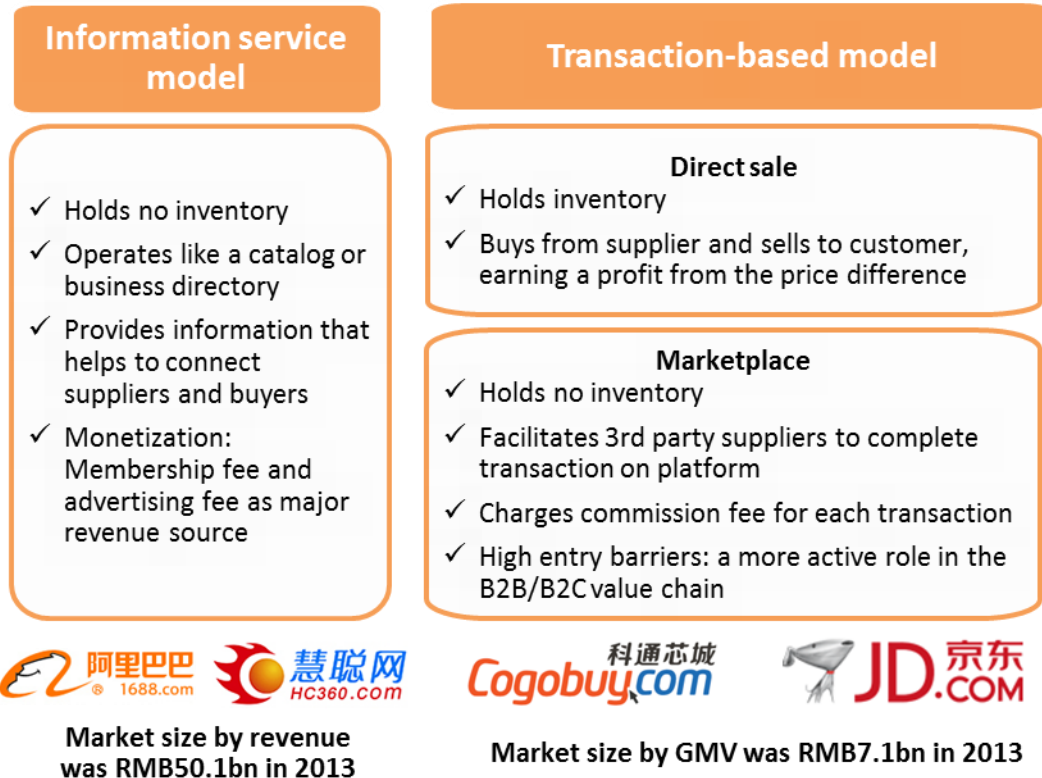 Information service
model
Transaction-based model
✓ Holds no inventory
✓ Operates like a catalog or
business directory
✓ Provides information that
helps to connect
suppliers and buyers
✓ Monetization:
Membership fee and
advertising fee as major
revenue source
Direct sale
✓ Holds inventory
✓ Buys from supplier and sells to customer,
earning a profit from the price difference
Marketplace
✓ Holds no inventory
✓ Facilitates 3rd party suppliers to complete
transaction on platform
✓ Charges commission fee for each transaction
✓ High entry barriers: a more active role in the
B2B/B2C value chain
阿里巴巴
® 1688.com
慧聪网
HC360.COM
科通芯城
Cogobuy.com
JD.京东
COM
Market size by revenue
was RMB50.1bn in 2013
Market size by GMV was RMB7.1bn in 2013